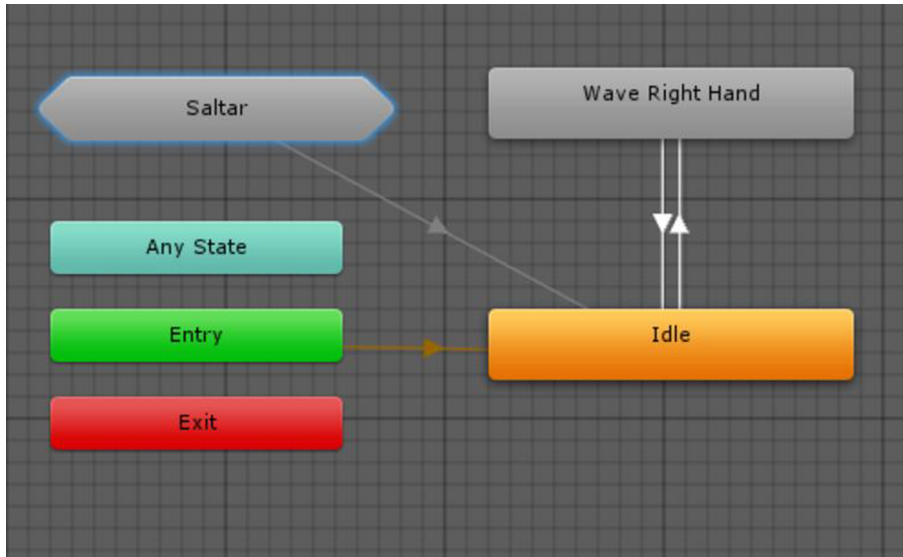 Saltar
Wave Right Hand
Any State
Entry
Idle
Exit